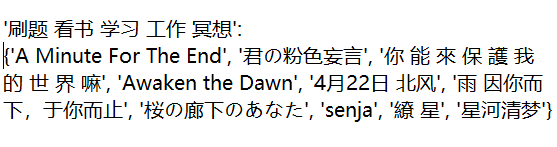 '刷题 看书 学习 工作 冥想':
{'A Minute For The End', '君の粉色妄言', '你 能 來 保 護 我
的 世 界 嘛', 'Awaken the Dawn', '4月22日 北风', '雨 因你而
下，于你而止', '桜の廊下のあなた', 'senja', '繚 星', '星河清梦'}